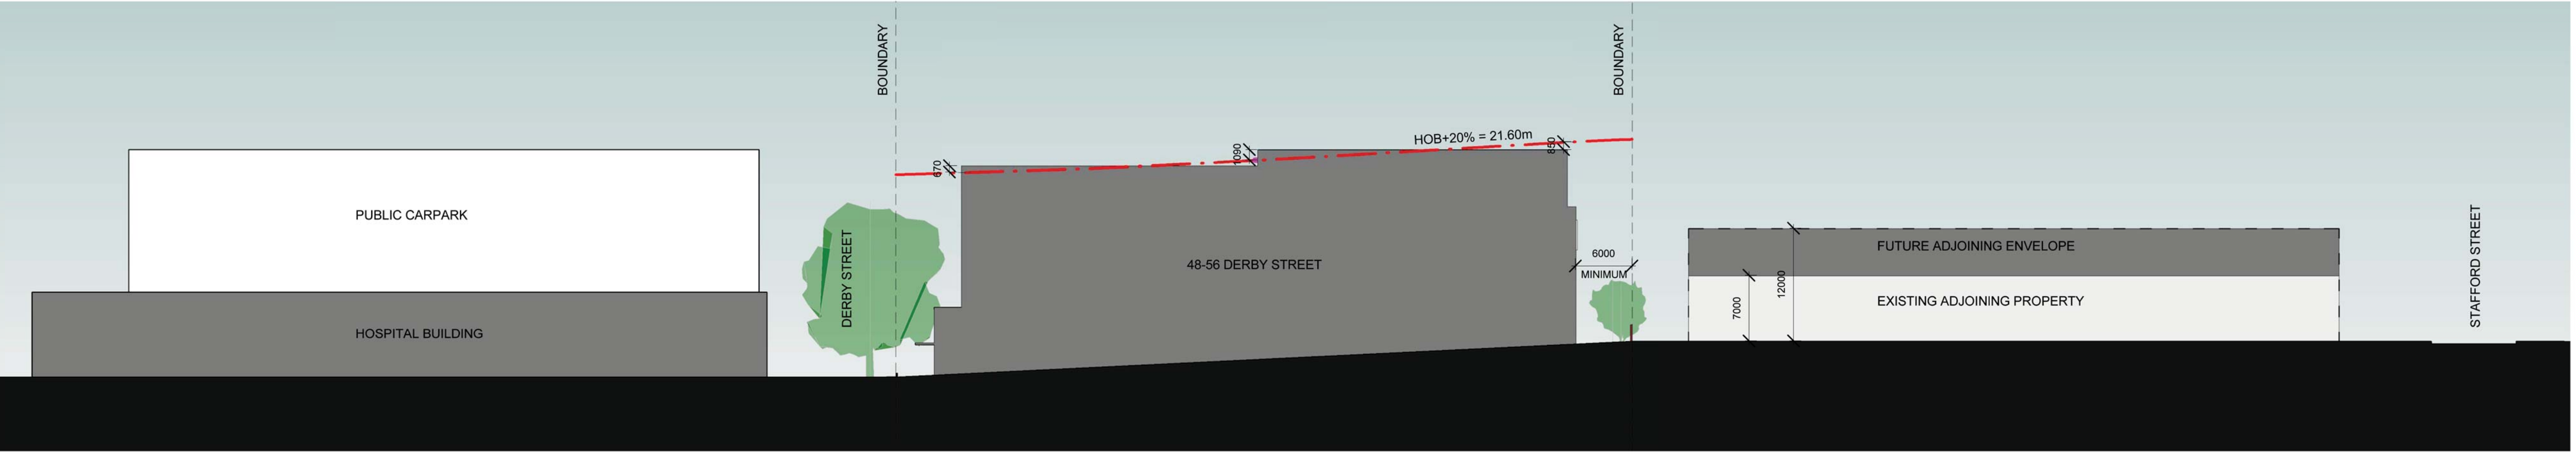 BOUNDARY
BOUNDARY
HOB+20% = 21.60m
670
1090
850
PUBLIC CARPARK
HOSPITAL BUILDING
DERBY STREET
48-56 DERBY STREET
6000
MINIMUM
FUTURE ADJOINING ENVELOPE
EXISTING ADJOINING PROPERTY
7000
12000
STAFFORD STREET